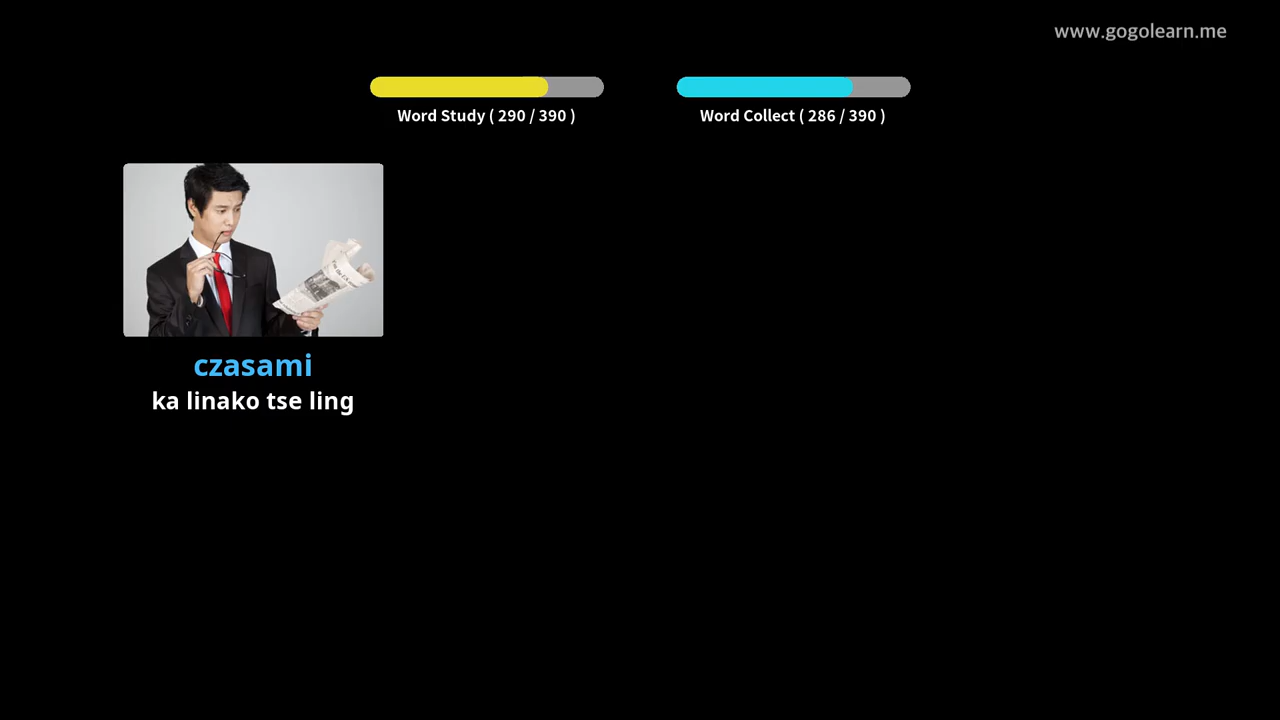 www.gogolearn.me
Word Study ( 290 / 390 )
Word Collect ( 286 / 390 )
czasami
ka linako tse ling